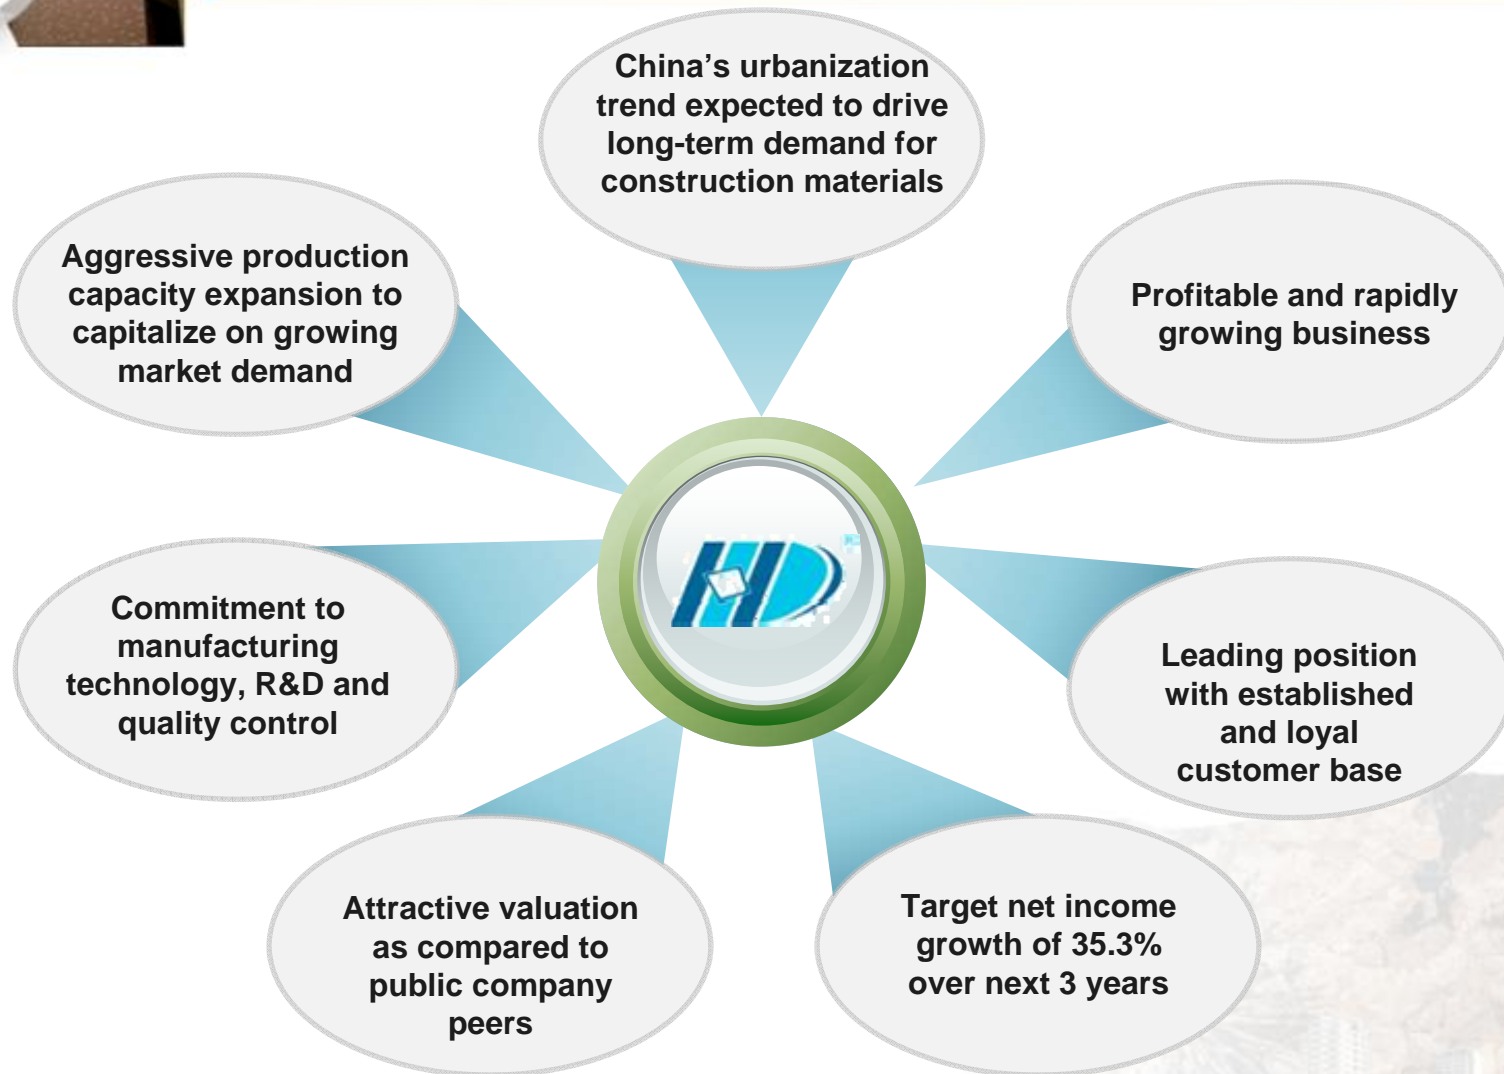 China’s urbanization
trend expected to drive
long-term demand for
construction materials
Aggressive production
capacity expansion to
capitalize on growing
market demand
Profitable and rapidly
growing business
Commitment to
manufacturing
technology, R&D and
quality control
HD
Leading position
with established
and loyal
customer base
Attractive valuation
as compared to
public company
peers
Target net income
growth of 35.3%
over next 3 years